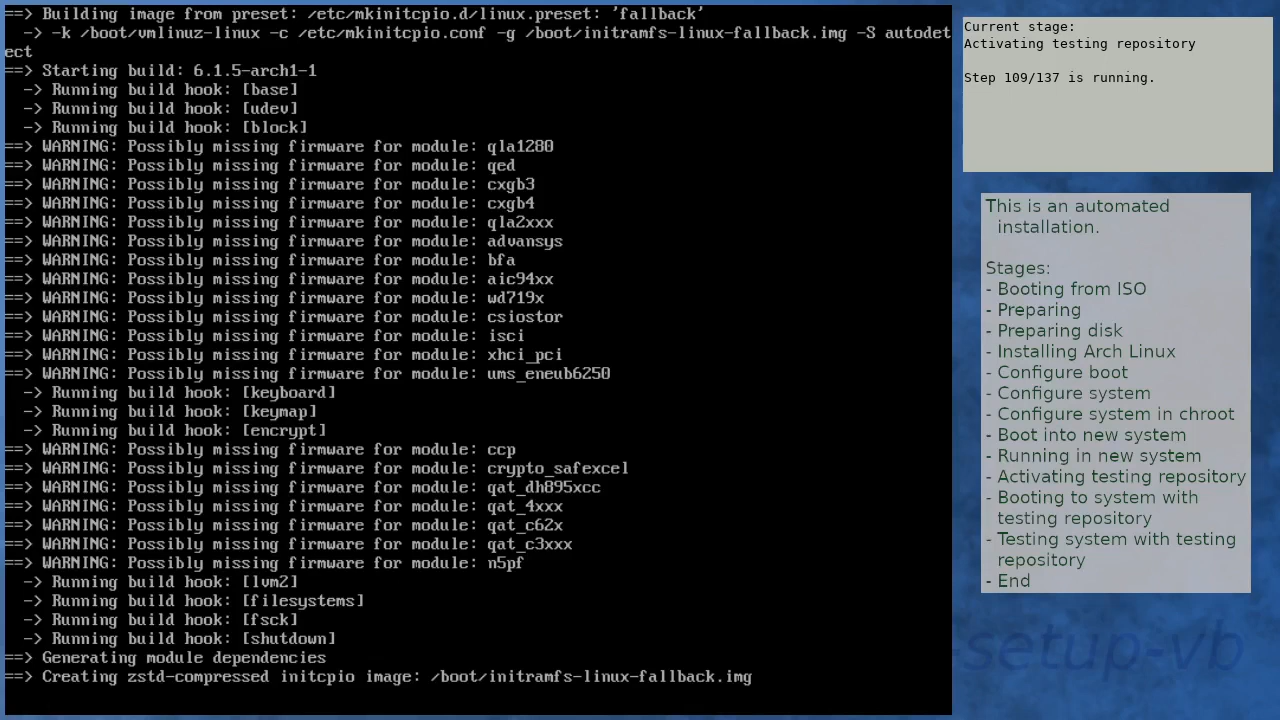 ==> Building image from preset: /etc/mkinitcpio.d/linux.preset: 'fallback'
  -> -k /boot/vmlinuz-linux -c /etc/mkinitcpio.conf -g /boot/initramfs-linux-fallback.img -S autodet
ect
==> Starting build: 6.1.5-arch1-1
  -> Running build hook: [base]
  -> Running build hook: [udev]
  -> Running build hook: [block]
==> WARNING: Possibly missing firmware for module: qla1280
==> WARNING: Possibly missing firmware for module: qed
==> WARNING: Possibly missing firmware for module: cxgb3
==> WARNING: Possibly missing firmware for module: cxgb4
==> WARNING: Possibly missing firmware for module: qla2xxx
==> WARNING: Possibly missing firmware for module: advansys
==> WARNING: Possibly missing firmware for module: bfa
==> WARNING: Possibly missing firmware for module: aic94xx
==> WARNING: Possibly missing firmware for module: wd719x
==> WARNING: Possibly missing firmware for module: csiostor
==> WARNING: Possibly missing firmware for module: isci
==> WARNING: Possibly missing firmware for module: xhci_pci
==> WARNING: Possibly missing firmware for module: ums_eneub6250
  -> Running build hook: [keyboard]
  -> Running build hook: [keymap]
  -> Running build hook: [encrypt]
==> WARNING: Possibly missing firmware for module: ccp
==> WARNING: Possibly missing firmware for module: crypto_safexcel
==> WARNING: Possibly missing firmware for module: qat_dh895xcc
==> WARNING: Possibly missing firmware for module: qat_4xxx
==> WARNING: Possibly missing firmware for module: qat_c62x
==> WARNING: Possibly missing firmware for module: qat_c3xxx
==> WARNING: Possibly missing firmware for module: n5pf
  -> Running build hook: [lvm2]
  -> Running build hook: [filesystems]
  -> Running build hook: [fsck]
  -> Running build hook: [shutdown]
==> Generating module dependencies
==> Creating zstd-compressed initcpio image: /boot/initramfs-linux-fallback.img
Current stage:
Activating testing repository
Step 109/137 is running.
This is an automated
installation.
Stages:
- Booting from ISO
- Preparing
- Preparing disk
- Installing Arch Linux
- Configure boot
- Configure system
- Configure system in chroot
- Boot into new system
- Running in new system
- Activating testing repository
- Booting to system with
testing repository
- Testing system with testing
repository
- End
-setup-vb